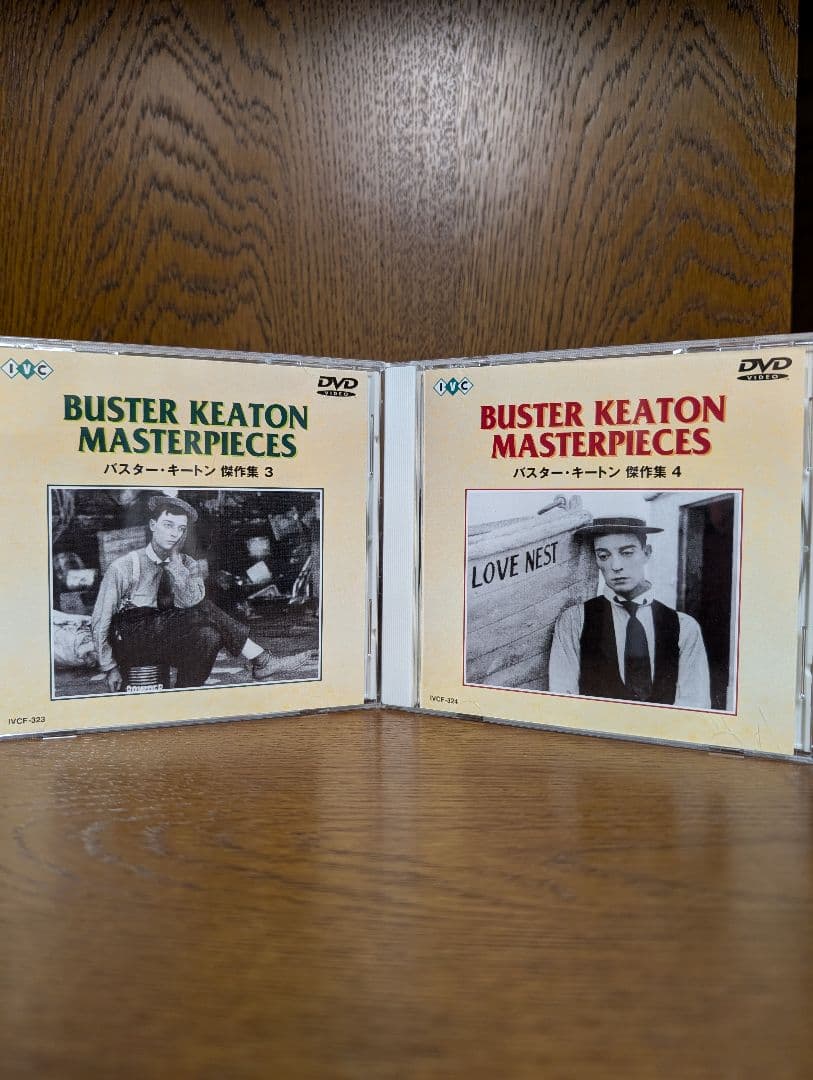 IVC
DVD
VIDEO
BUSTER KEATON
MASTERPIECES
バスター・キートン 傑作集 3
IVCF-323
IVC
DVD
VIDEO
BUSTER KEATON
MASTERPIECES
バスター・キートン 傑作集 4
LOVE NEST
IVCF-324